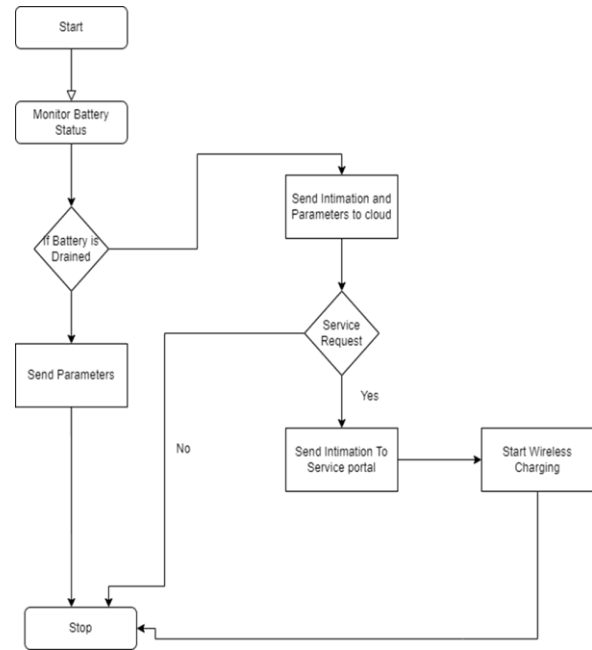 Start
Monitor Battery
Status
If Battery is
Drained
Send Intimation and
Parameters to cloud
Service
Request
Send Parameters
Yes
No
Send Intimation To
Service portal
Start Wireless
Charging
Stop